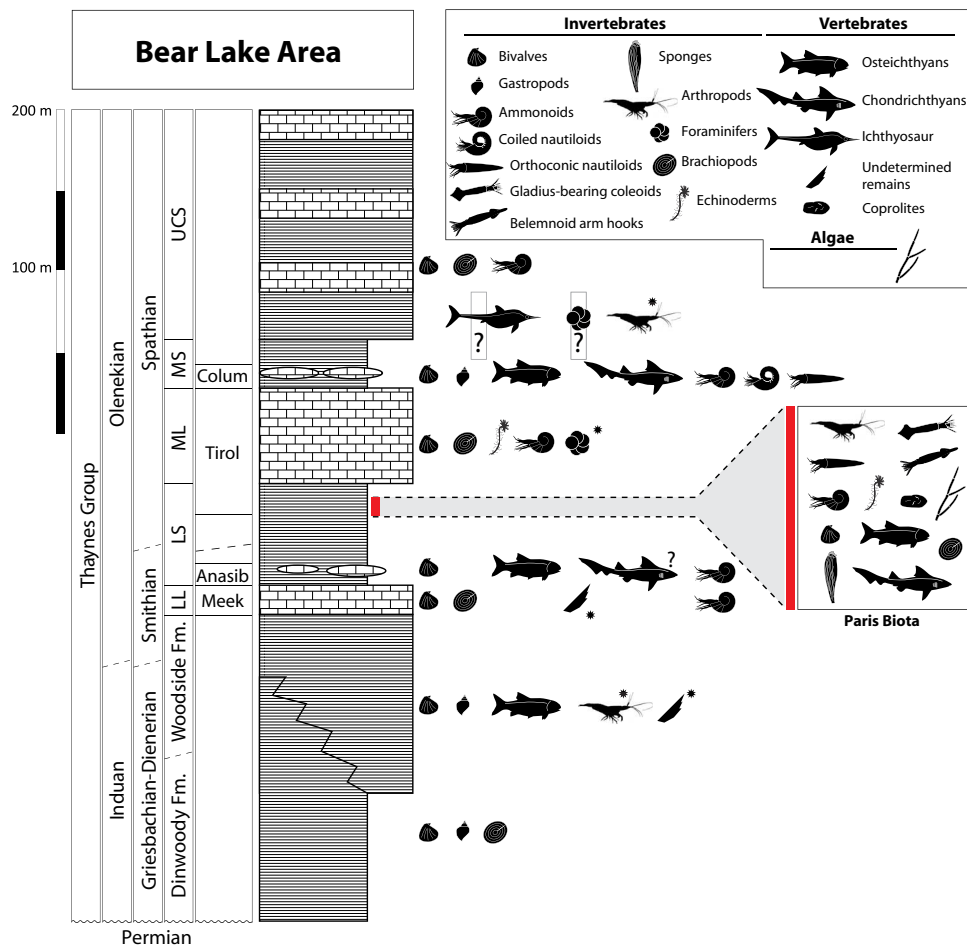 Bear Lake Area
Invertebrates
Vertebrates
Bivalves
Gastropods
Ammonoids
Coiled nautiloids
Orthoconic nautiloids
Gladius-bearing coleoids
Belemnoid arm hooks
Sponges
Arthropods
Foraminifers
Brachiopods
Echinoderms
Osteichthyans
Chondrichthyans
Ichthyosaur
Undetermined
remains
Coprolites
Algae
200 m
100 m
Thaynes Group
Olenekian
Induan
Spathian
Smithian
Griesbachian-Dienerian
UCS
MS
ML
LS
LL
Woodside Fm.
Dinwoody Fm.
Colum
Tirol
Anasib
Meek
? ?
?
Paris Biota
Permian